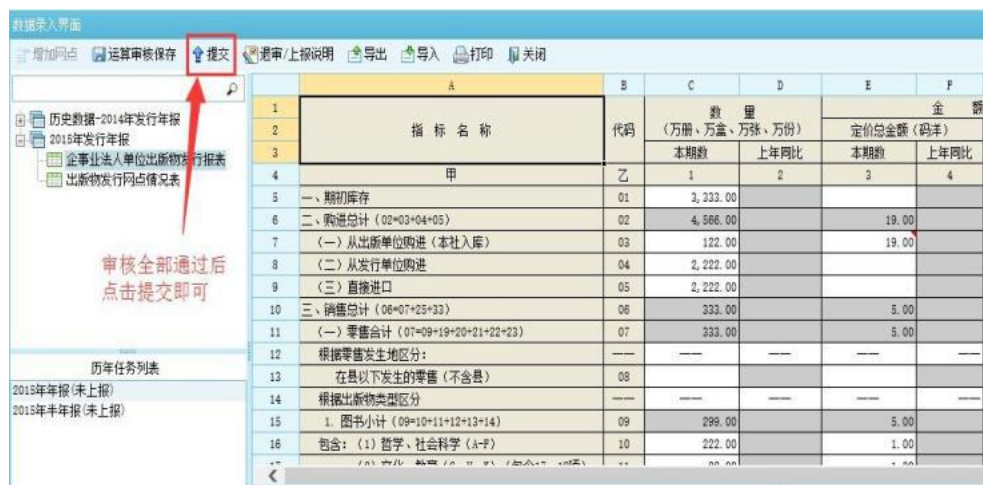 数据录入界面
增加网点 运算审核保存 提交 退审/上报说明 导出 导入 打印 关闭
历史数据-2014年发行年报
2015年发行年报
企事业法人单位出版物发行报表
出版物发行网点情况表
审核全部通过后
点击提交即可
历年任务列表
2015年年报(未上报)
2015年半年报(未上报)
A B C D E F
1 指标名称 代码 数 量 金 额
2 (万册、万盒、万张、万份) 定价总金额(码洋)
3 本期数 上年同比 本期数 上年同比
4 甲 乙 1 2 3 4
5 一、期初库存 01 3,333.00
6 二、购进总计(02=03+04+05) 02 4,566.00 19.00
7 (一)从出版单位购进(本社入库) 03 122.00 19.00
8 (二)从发行单位购进 04 2,222.00
9 (三)直接进口 05 2,222.00
10 三、销售总计(06=07+25+33) 06 333.00 5.00
11 (一)零售合计(07=09+19+20+21+22+23) 07 333.00 5.00
12 根据零售发生地区分: —— —— —— —— ——
13 在县以下发生的零售(不含县) 08
14 根据出版物类型区分 —— —— —— —— ——
15 1. 图书小计(09=10+11+12+13+14) 09 299.00 5.00
16 包含:(1)哲学、社会科学(A-F) 10 222.00 1.00